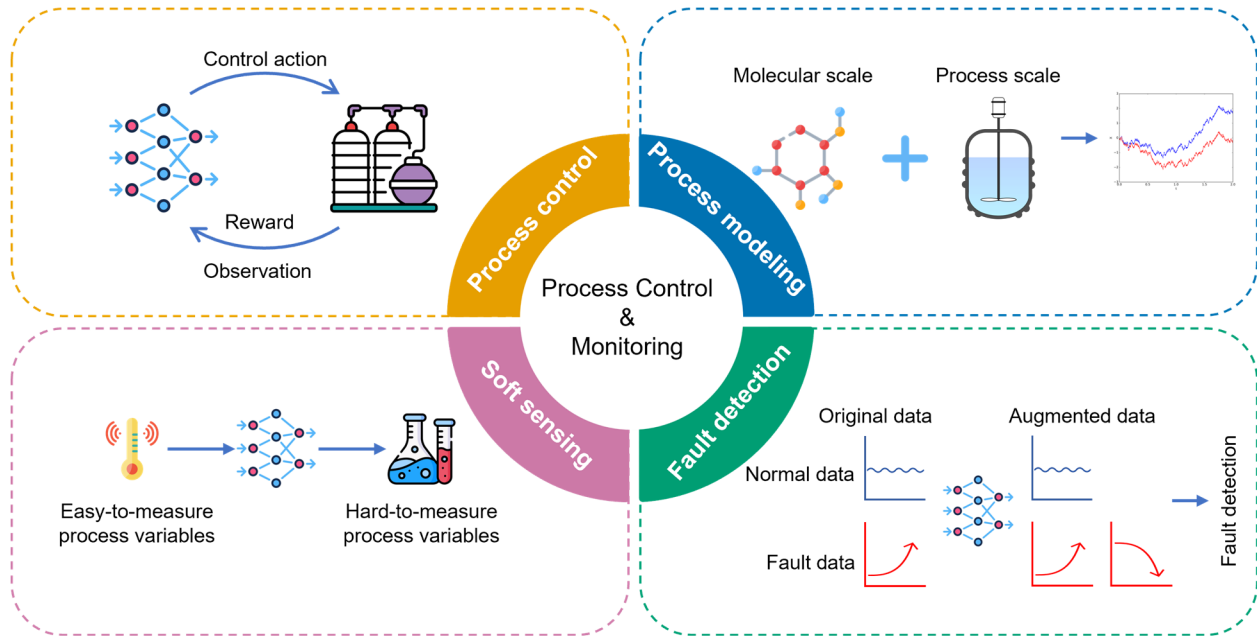 Control action
Reward
Observation
Process control
Molecular scale
Process scale
Process modeling
Process Control
&
Monitoring
Soft sensing
Easy-to-measure
process variables
Hard-to-measure
process variables
Fault detection
Original data
Augmented data
Normal data
Fault data
Fault detection